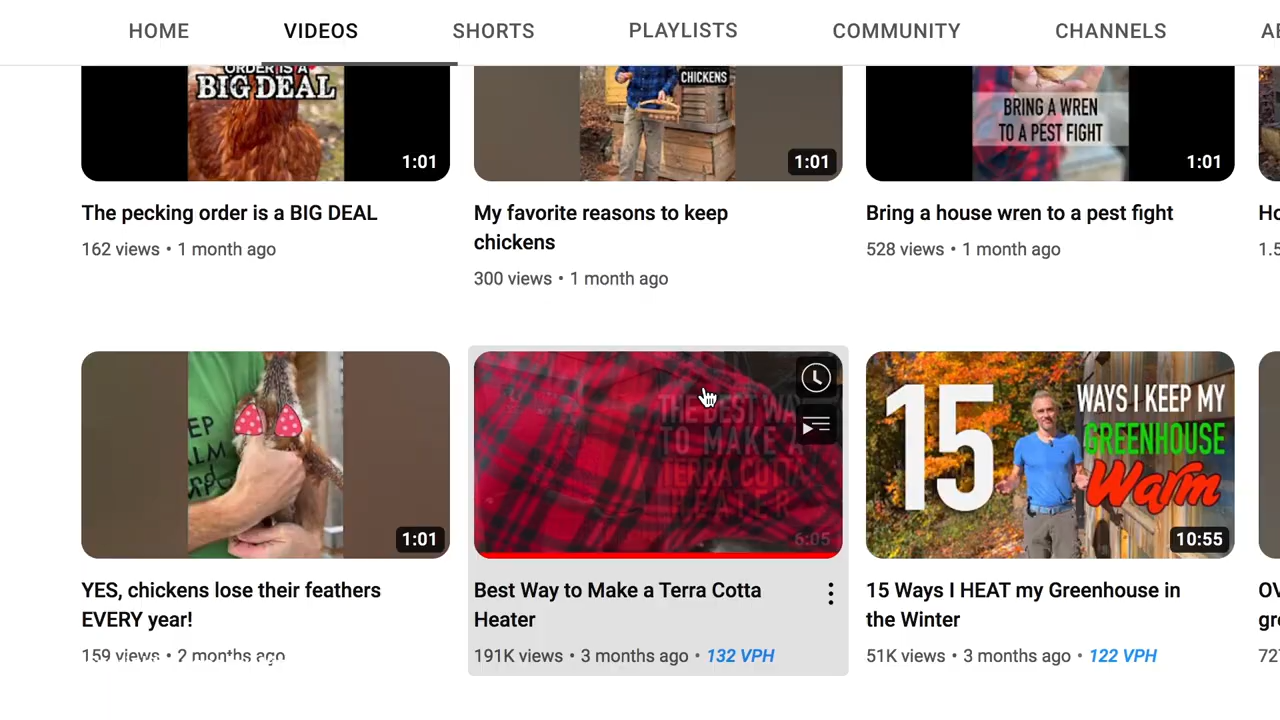 HOME VIDEOS SHORTS PLAYLISTS COMMUNITY CHANNELS
ORDER IS A
BIG DEAL
1:01
CHICKENS
1:01
BRING A WREN
TO A PEST FIGHT
1:01
The pecking order is a BIG DEAL
162 views • 1 month ago
My favorite reasons to keep
chickens
300 views • 1 month ago
Bring a house wren to a pest fight
528 views • 1 month ago
1:01
THE BEST WA
TO MAKE A
TERRA COTTA
HEATER
6:05
15 WAYS I KEEP MY
GREENHOUSE
Warm
10:55
YES, chickens lose their feathers
EVERY year!
159 views • 2 months ago
Best Way to Make a Terra Cotta
Heater
191K views • 3 months ago • 132 VPH
15 Ways I HEAT my Greenhouse in
the Winter
51K views • 3 months ago • 122 VPH